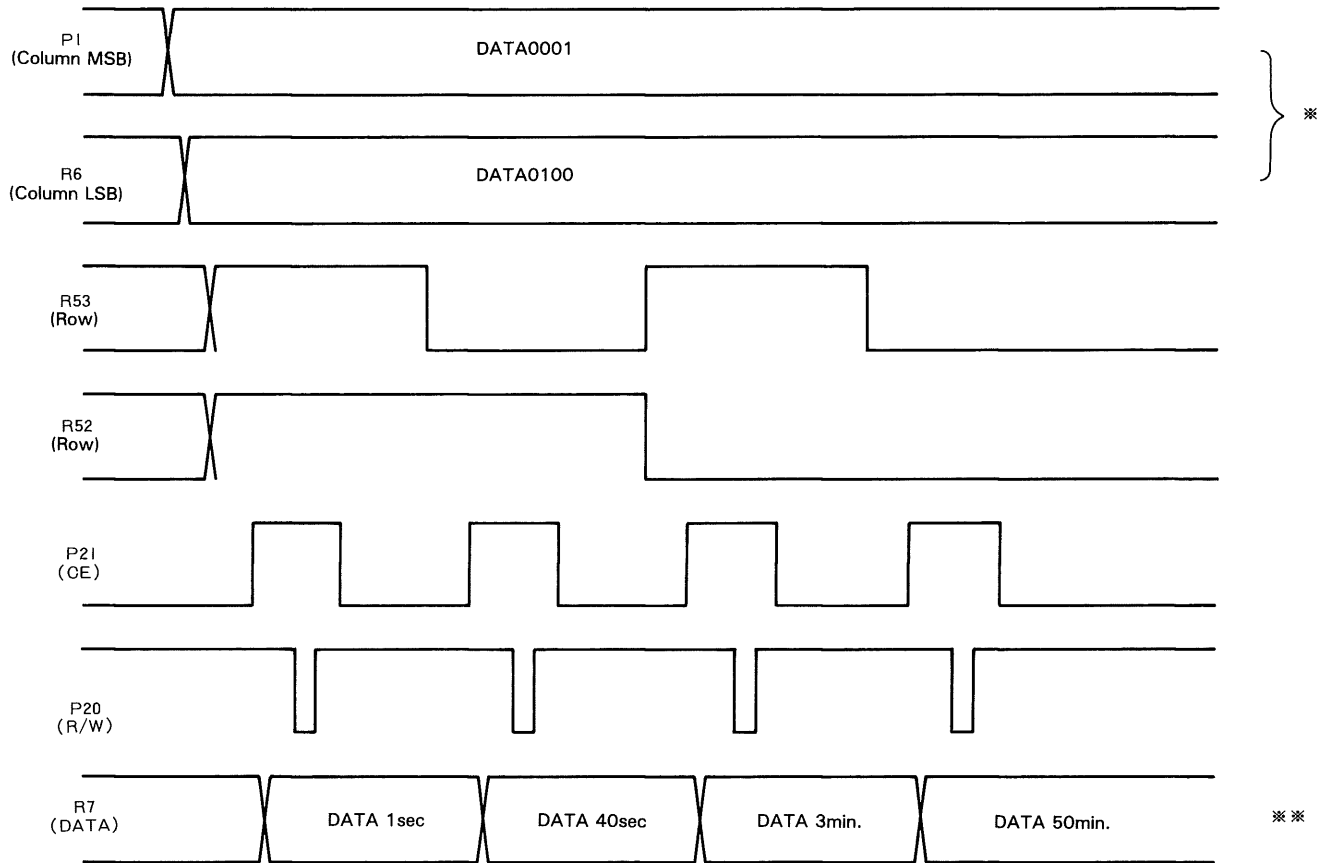 P1
(Column MSB)
DATA0001
※
R6
(Column LSB)
DATA0100
R53
(Row)
R52
(Row)
P21
(CE)
P20
(R/W)
R7
(DATA)
DATA 1sec
DATA 40sec
DATA 3min.
DATA 50min.
※※